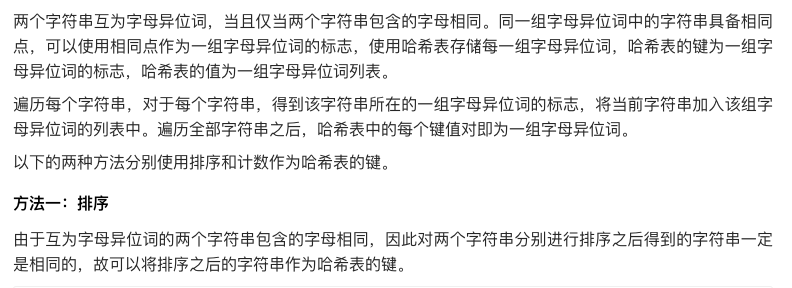 两个字符串互为字母异位词，当且仅当两个字符串包含的字母相同。同一组字母异位词中的字符串具备相同
点，可以使用相同点作为一组字母异位词的标志，使用哈希表存储每一组字母异位词，哈希表的键为一组字
母异位词的标志，哈希表的值为一组字母异位词列表。
遍历每个字符串，对于每个字符串，得到该字符串所在的一组字母异位词的标志，将当前字符串加入该组字
母异位词的列表中。遍历全部字符串之后，哈希表中的每个键值对即为一组字母异位词。
以下的两种方法分别使用排序和计数作为哈希表的键。
方法一：排序
由于互为字母异位词的两个字符串包含的字母相同，因此对两个字符串分别进行排序之后得到的字符串一定
是相同的，故可以将排序之后的字符串作为哈希表的键。